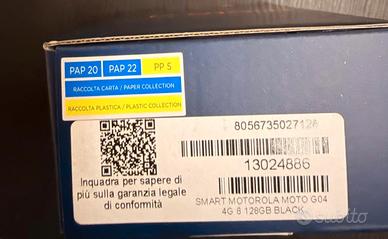 PAP 20
PAP 22
PP 5
RACCOLTA CARTA / PAPER COLLECTION
RACCOLTA PLASTICA / PLASTIC COLLECTION
8056735027126
13024886
Inquadra per sapere di
più sulla garanzia legale
di conformità
SMART MOTOROLA MOTO G04
4G 8 128GB BLACK
subito